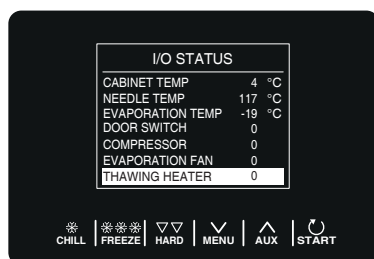 I/O STATUS
CABINET TEMP 4 °C
NEEDLE TEMP 117 °C
EVAPORATION TEMP -19 °C
DOOR SWITCH 0
COMPRESSOR 0
EVAPORATION FAN 0
THAWING HEATER 0
CHILL FREEZE HARD MENU AUX START